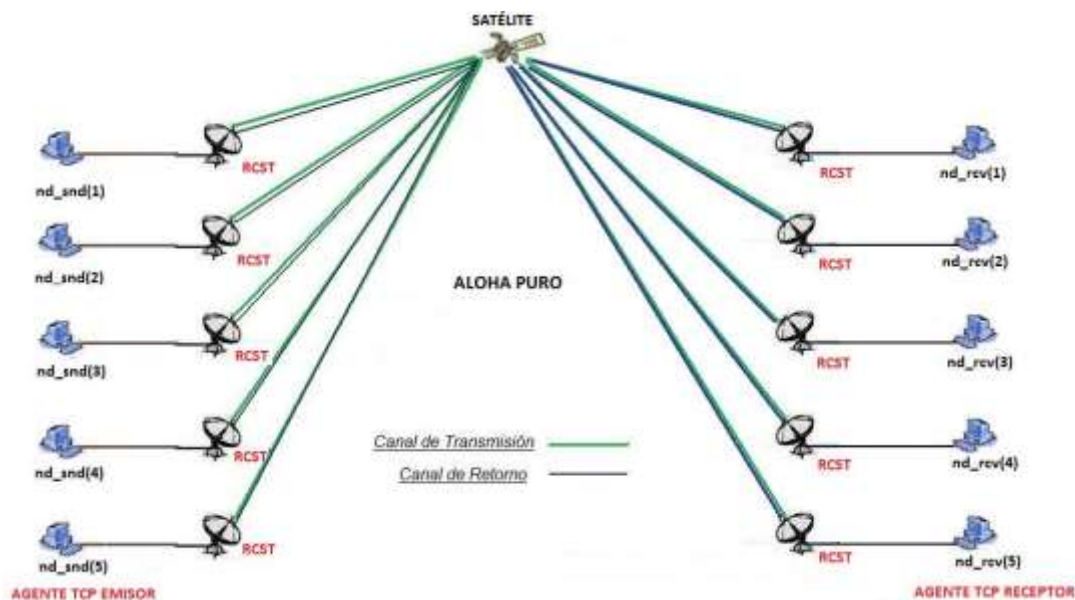 SATÉLITE
RCST
RCST
nd_snd(1)
nd_rcv(1)
RCST
RCST
nd_snd(2)
nd_rcv(2)
ALOHA PURO
RCST
RCST
nd_snd(3)
nd_rcv(3)
Canal de Transmisión
RCST
RCST
nd_snd(4)
nd_rcv(4)
Canal de Retorno
RCST
RCST
nd_snd(5)
nd_rcv(5)
AGENTE TCP EMISOR
AGENTE TCP RECEPTOR